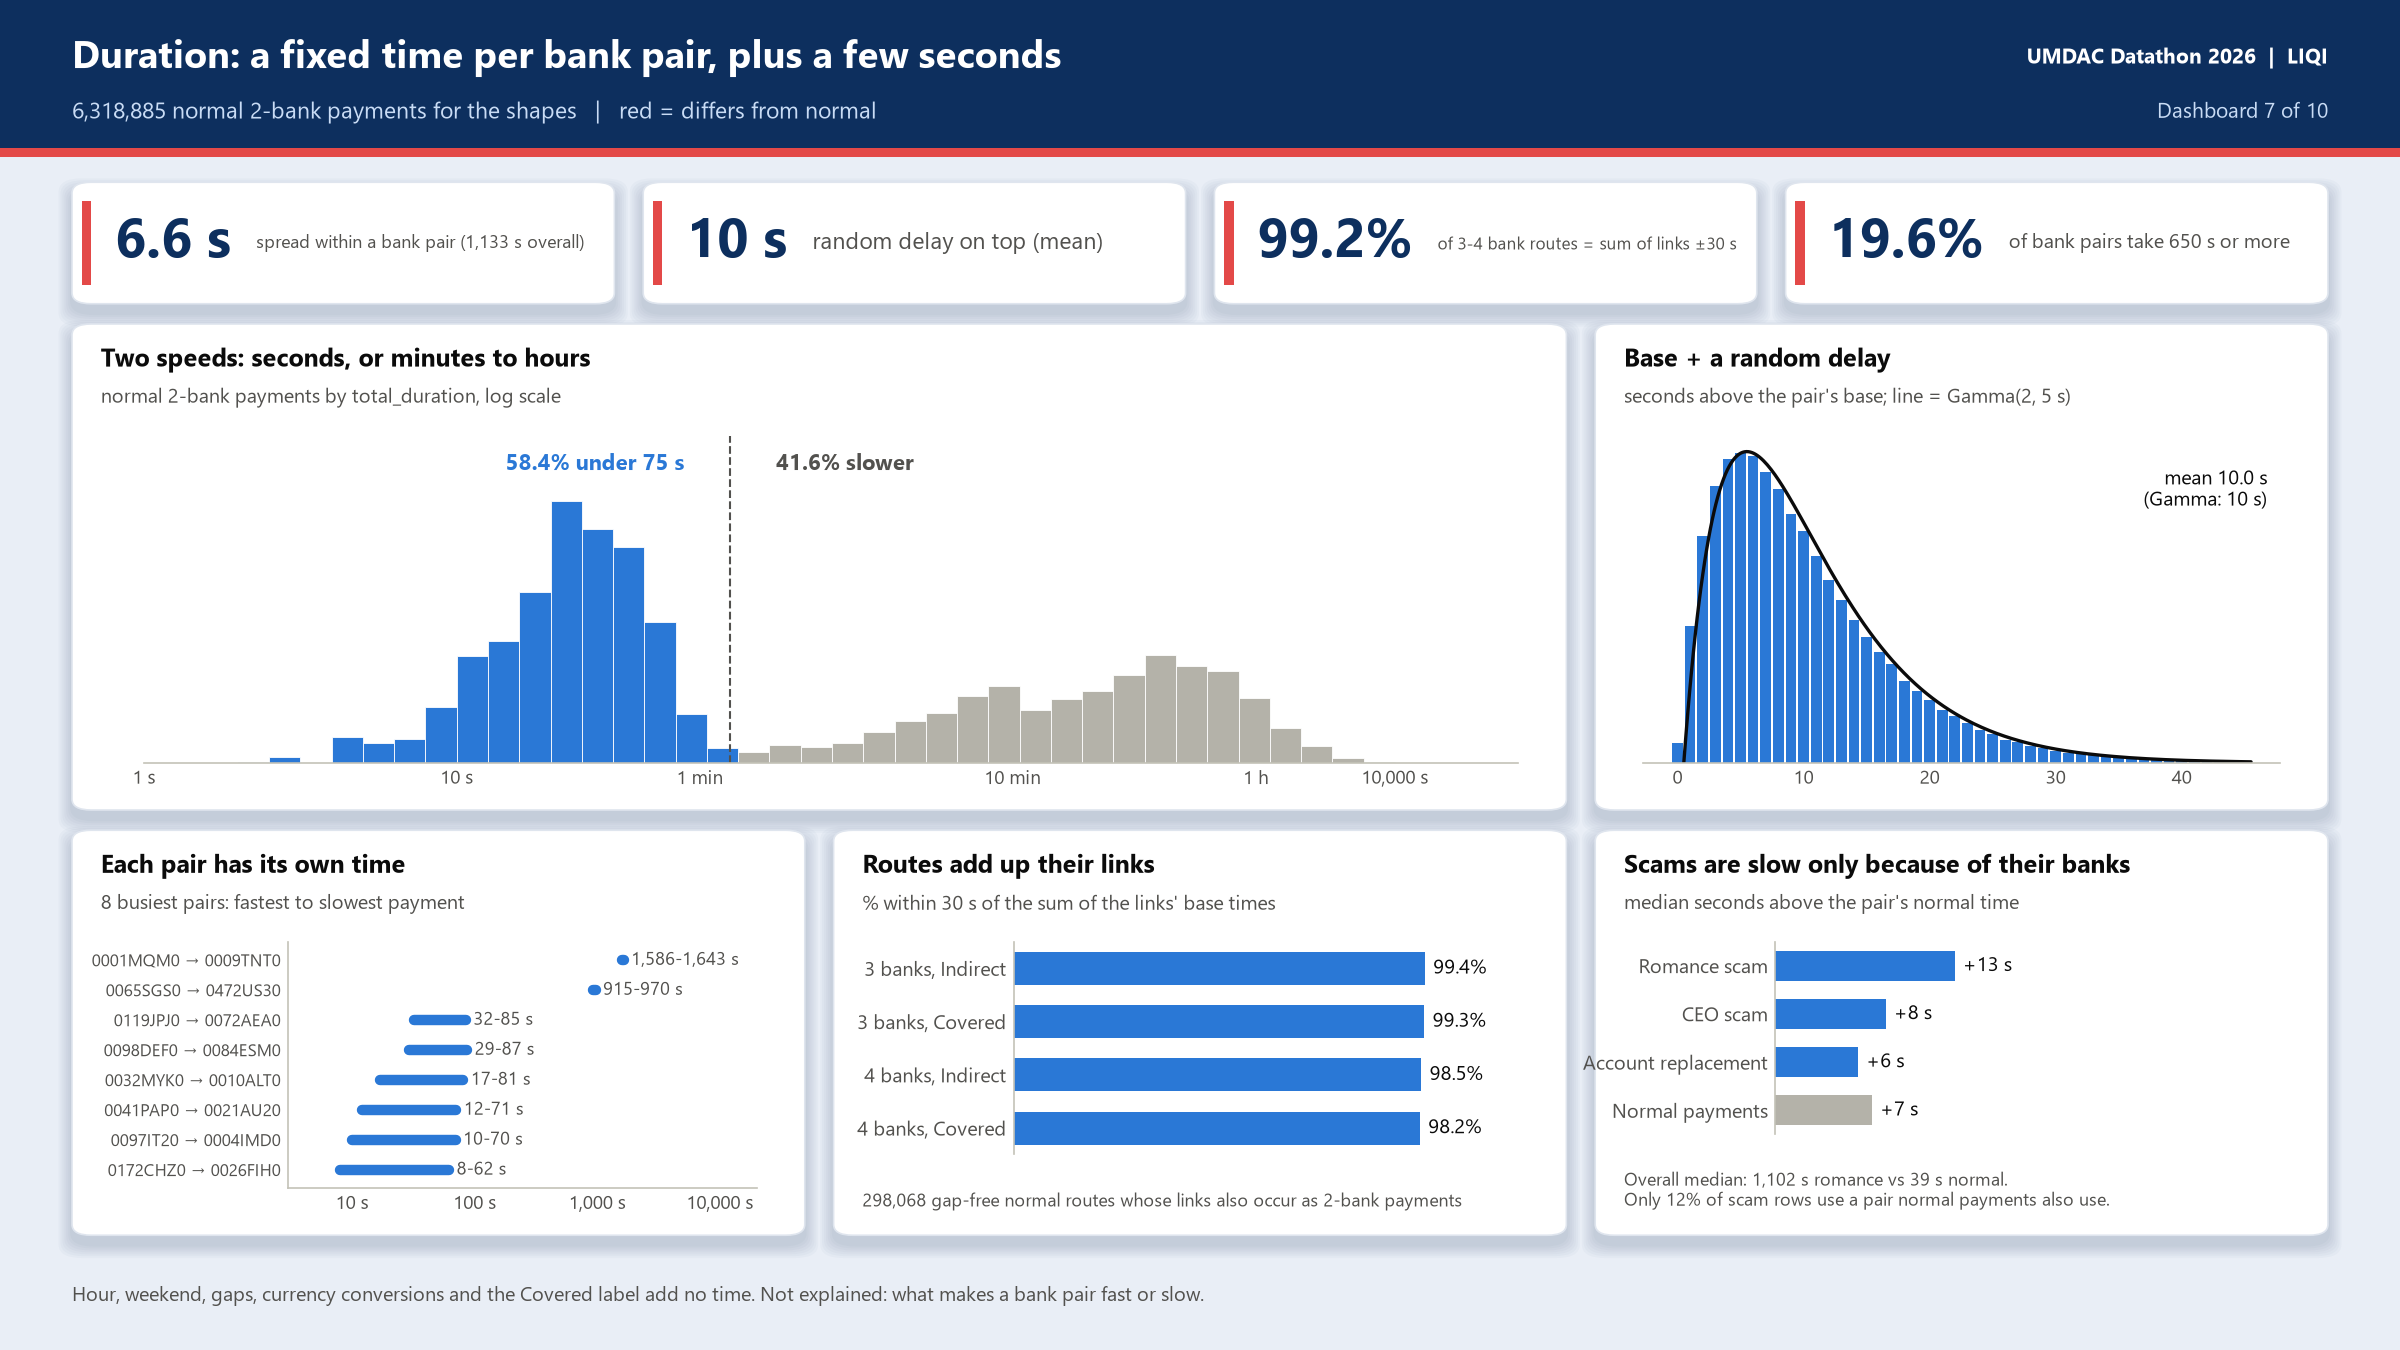 Duration: a fixed time per bank pair, plus a few seconds
UMDAC Datathon 2026 | LIQI
6,318,885 normal 2-bank payments for the shapes | red = differs from normal
Dashboard 7 of 10
6.6 s spread within a bank pair (1,133 s overall)
10 s random delay on top (mean)
99.2% of 3-4 bank routes = sum of links ±30 s
19.6% of bank pairs take 650 s or more
Two speeds: seconds, or minutes to hours
normal 2-bank payments by total_duration, log scale
58.4% under 75 s
41.6% slower
1 s 10 s 1 min 10 min 1 h 10,000 s
Base + a random delay
seconds above the pair's base; line = Gamma(2, 5 s)
mean 10.0 s
(Gamma: 10 s)
0 10 20 30 40
Each pair has its own time
8 busiest pairs: fastest to slowest payment
0001MQM0 → 0009TNT0 1,586-1,643 s
0065SGS0 → 0472US30 915-970 s
0119JPJ0 → 0072AEA0 32-85 s
0098DEF0 → 0084ESM0 29-87 s
0032MYK0 → 0010ALT0 17-81 s
0041PAP0 → 0021AU20 12-71 s
0097IT20 → 0004IMD0 10-70 s
0172CHZ0 → 0026FIH0 8-62 s
10 s 100 s 1,000 s 10,000 s
Routes add up their links
% within 30 s of the sum of the links' base times
3 banks, Indirect 99.4%
3 banks, Covered 99.3%
4 banks, Indirect 98.5%
4 banks, Covered 98.2%
298,068 gap-free normal routes whose links also occur as 2-bank payments
Scams are slow only because of their banks
median seconds above the pair's normal time
Romance scam +13 s
CEO scam +8 s
Account replacement +6 s
Normal payments +7 s
Overall median: 1,102 s romance vs 39 s normal.
Only 12% of scam rows use a pair normal payments also use.
Hour, weekend, gaps, currency conversions and the Covered label add no time. Not explained: what makes a bank pair fast or slow.